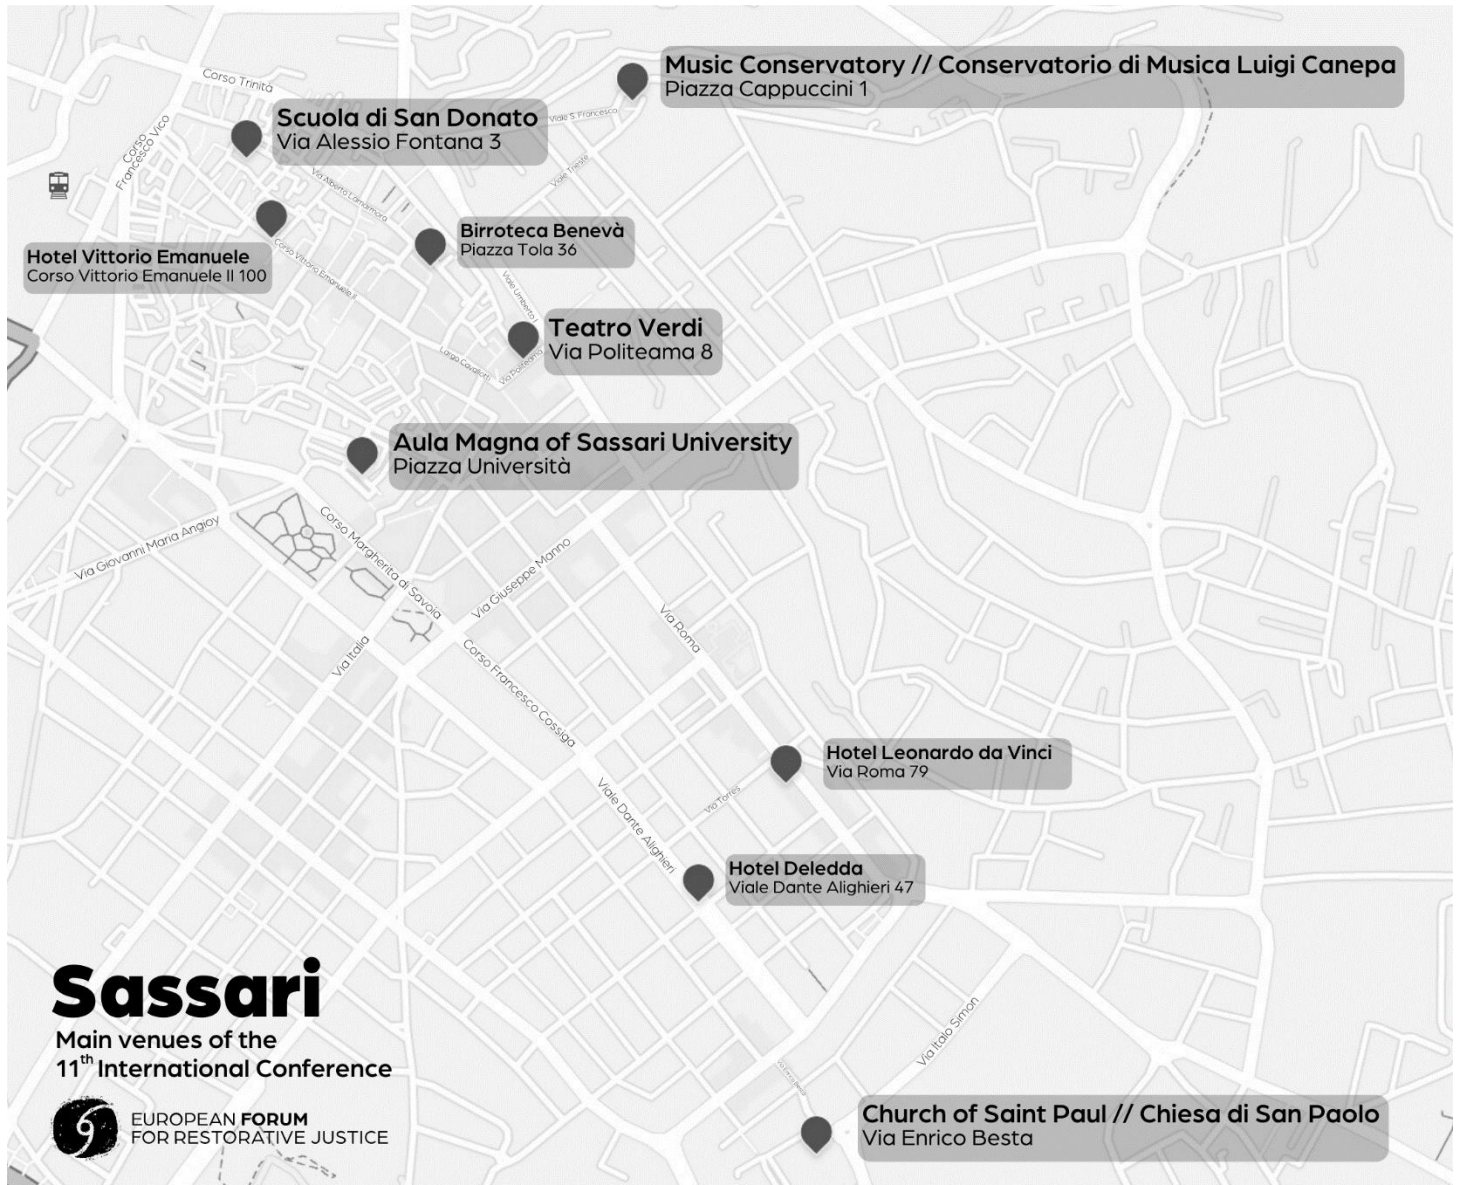 Corso Trinità
Music Conservatory // Conservatorio di Musica Luigi Canepa
Piazza Cappuccini 1
Viale S. Francesco
Scuola di San Donato
Via Alessio Fontana 3
Corso
Francesco Vico
Via Alberto Lamarmora
Viale Trieste
Birroteca Benevà
Piazza Tola 36
Hotel Vittorio Emanuele
Corso Vittorio Emanuele II 100
Corso Vittorio Emanuele II
Viale Umberto I
Teatro Verdi
Via Politeama 8
Largo Cavallotti
Via Politeama
Aula Magna of Sassari University
Piazza Università
Via Giovanni Maria Angioy
Corso Margherita di Savoia
Via Giuseppe Manno
Via Italia
Via Roma
Corso Francesco Cossiga
Hotel Leonardo da Vinci
Via Roma 79
Via Torres
Viale Dante Alighieri
Hotel Deledda
Viale Dante Alighieri 47
Via Italo Simon
Church of Saint Paul // Chiesa di San Paolo
Via Enrico Besta
Sassari
Main venues of the
11th International Conference
EUROPEAN FORUM
FOR RESTORATIVE JUSTICE